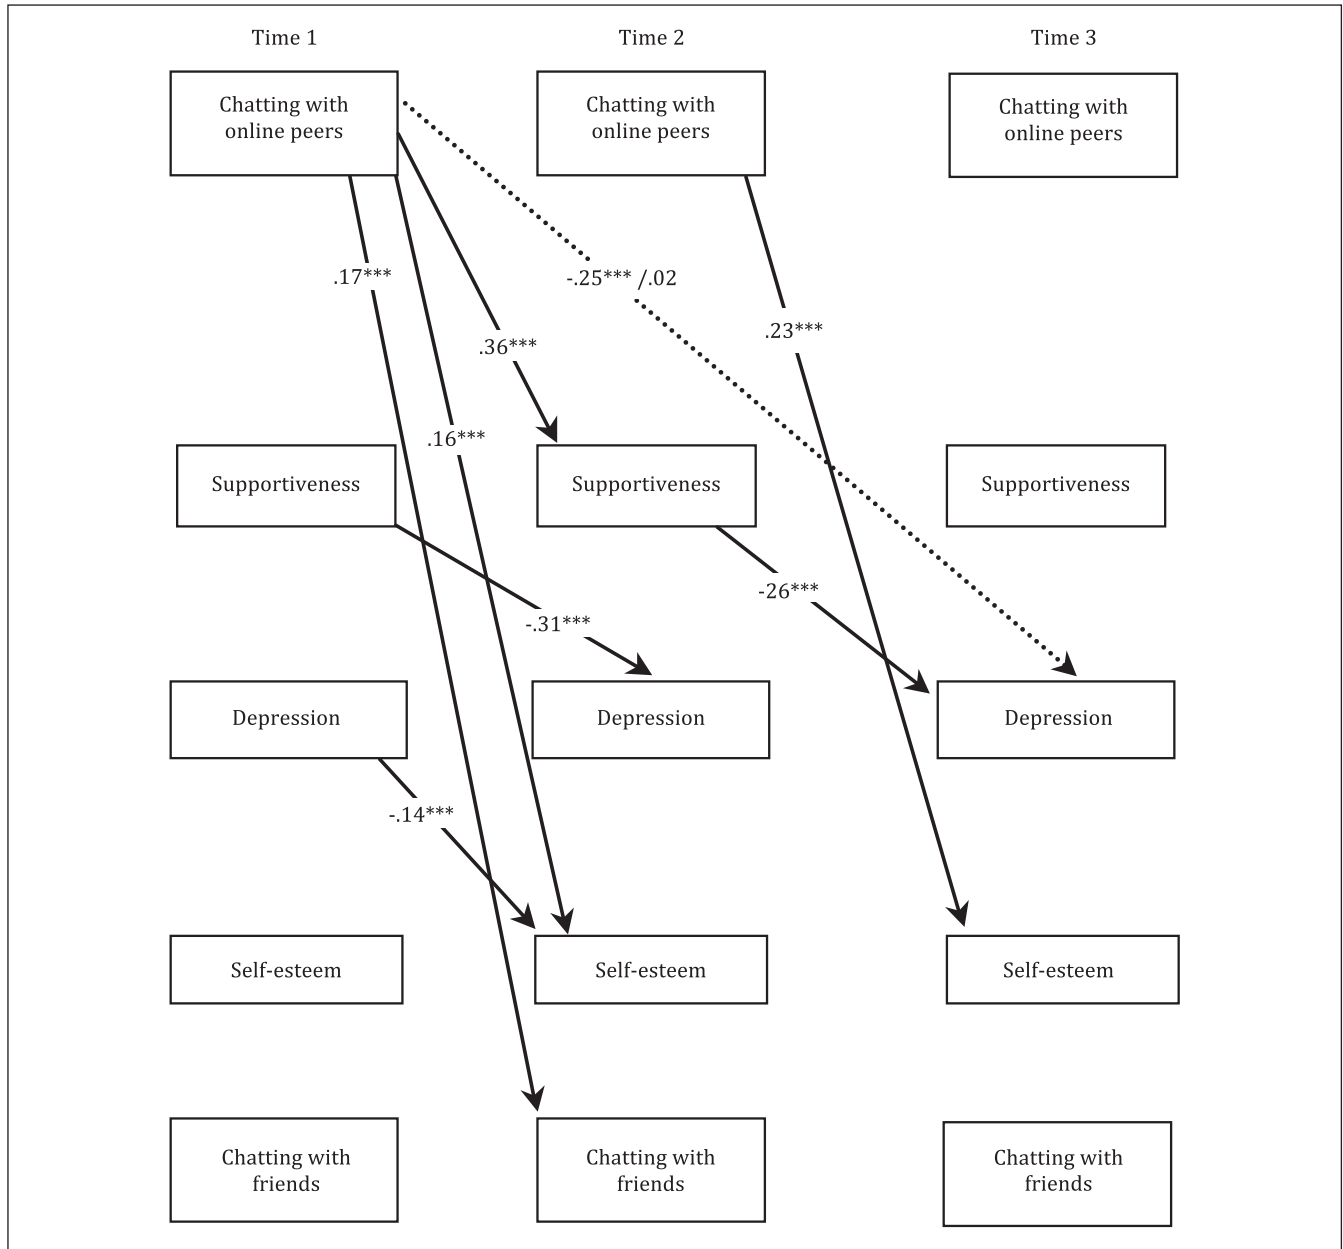 Time 1
Time 2
Time 3
Chatting with
online peers
Chatting with
online peers
Chatting with
online peers
.17***
-.25*** /.02
.23***
.36***
.16***
Supportiveness
Supportiveness
Supportiveness
-26***
-.31***
Depression
Depression
Depression
-.14***
Self-esteem
Self-esteem
Self-esteem
Chatting with
friends
Chatting with
friends
Chatting with
friends